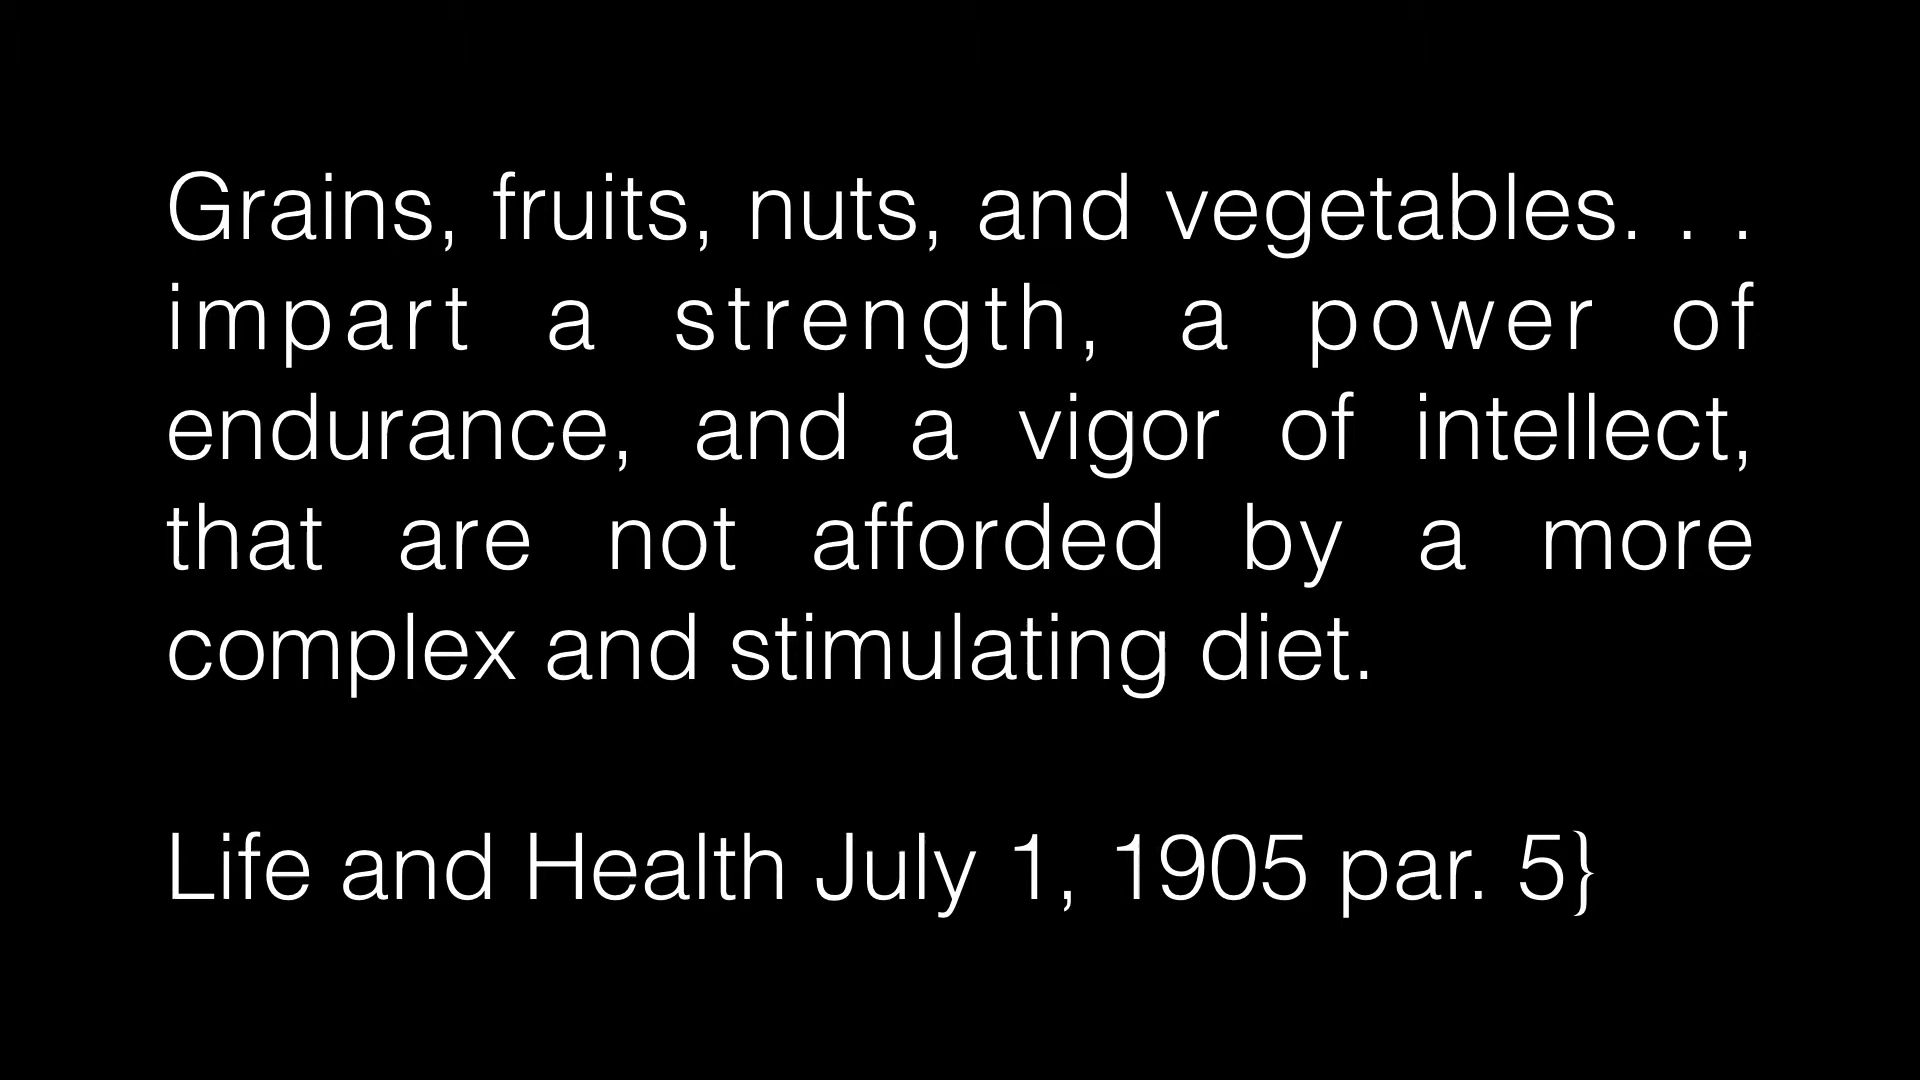 Grains, fruits, nuts, and vegetables. . .
impart a strength, a power of
endurance, and a vigor of intellect,
that are not afforded by a more
complex and stimulating diet.
Life and Health July 1, 1905 par. 5}